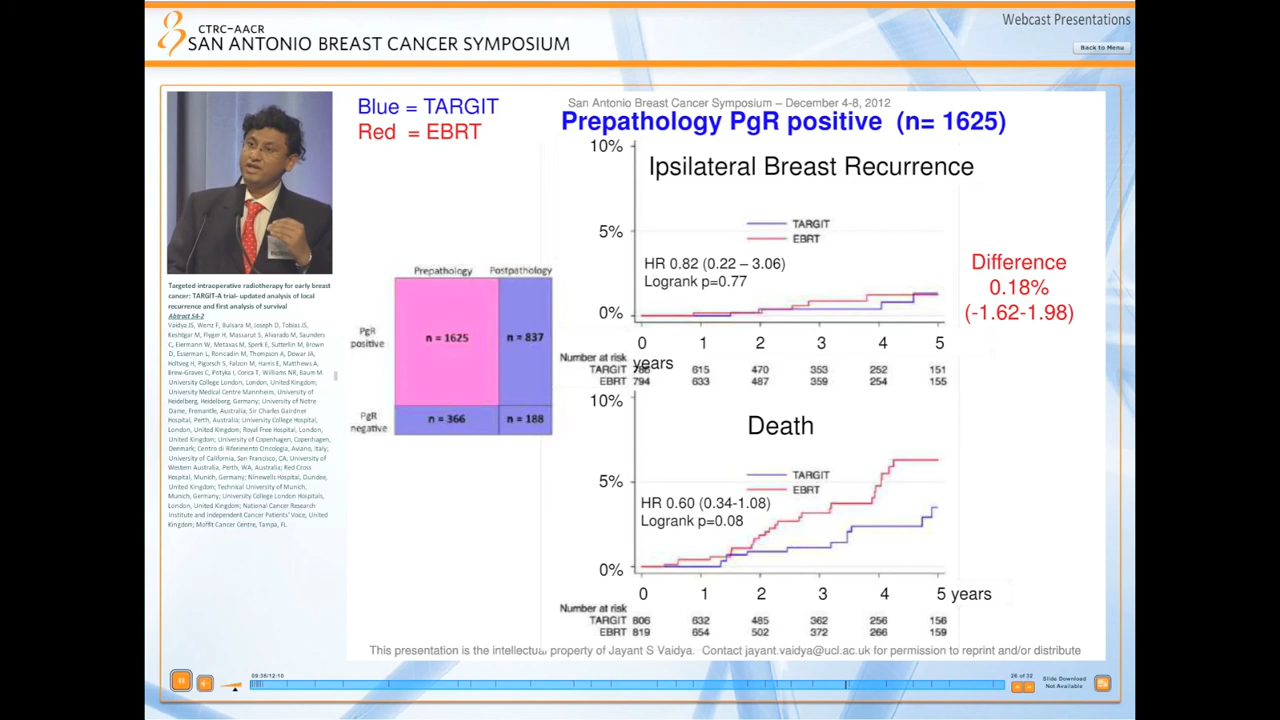 CTRC–AACR
SAN ANTONIO BREAST CANCER SYMPOSIUM
Webcast Presentations
Back to Menu
Targeted intraoperative radiotherapy for early breast
cancer: TARGIT-A trial- updated analysis of local
recurrence and first analysis of survival
Abtract S4-2
Vaidya JS, Wenz F, Bulsara M, Joseph D, Tobias JS,
Keshtgar M, Flyger H, Massarut S, Alvarado M, Saunders
C, Eiermann W, Metaxas M, Sperk E, Sutterlin M, Brown
D, Esserman L, Roncadin M, Thompson A, Dewar JA,
Holtveg H, Pigorsch S, Falzon M, Harris E, Matthews A,
Brew-Graves C, Potyka I, Corica T, Williams NR, Baum M.
University College London, London, United Kingdom;
University Medical Centre Mannheim, University of
Heidelberg, Heidelberg, Germany; University of Notre
Dame, Fremantle, Australia; Sir Charles Gairdner
Hospital, Perth, Australia; University College Hospital,
London, United Kingdom; Royal Free Hospital, London,
United Kingdom; University of Copenhagen, Copenhagen,
Denmark; Centro di Riferimento Oncologia, Aviano, Italy;
University of California, San Francisco, CA; University of
Western Australia, Perth, WA, Australia; Red Cross
Hospital, Munich, Germany; Ninewells Hospital, Dundee,
United Kingdom; Technical University of Munich,
Munich, Germany; University College London Hospitals,
London, United Kingdom; National Cancer Research
Institute and Independent Cancer Patients' Voice, United
Kingdom; Moffit Cancer Centre, Tampa, FL.
Blue = TARGIT
Red = EBRT
San Antonio Breast Cancer Symposium – December 4-8, 2012
Prepathology PgR positive (n= 1625)
Prepathology Postpathology
PgR
positive
n = 1625 n = 837
PgR
negative
n = 366 n = 188
Ipsilateral Breast Recurrence
10%
5%
0%
TARGIT
EBRT
HR 0.82 (0.22 – 3.06)
Logrank p=0.77
0 1 2 3 4 5
years
Number at risk
TARGIT 615 470 353 252 151
EBRT 794 633 487 359 254 155
Difference
0.18%
(-1.62-1.98)
Death
10%
5%
0%
TARGIT
EBRT
HR 0.60 (0.34-1.08)
Logrank p=0.08
0 1 2 3 4 5 years
Number at risk
TARGIT 806 632 485 362 256 156
EBRT 819 654 502 372 266 159
This presentation is the intellectual property of Jayant S Vaidya. Contact jayant.vaidya@ucl.ac.uk for permission to reprint and/or distribute
09:36/12:10
26 of 32
Slide Download
Not Available